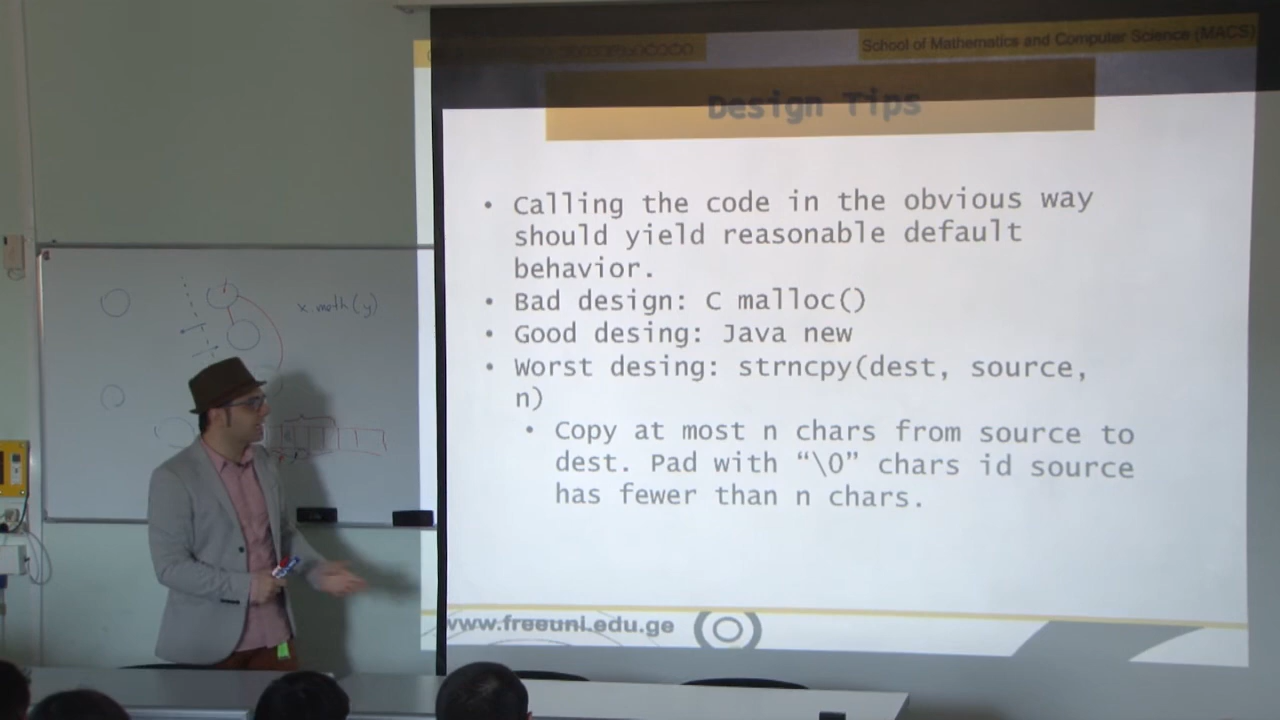 School of Mathematics and Computer Science (MACS)
Design Tips
• Calling the code in the obvious way
should yield reasonable default
behavior.
• Bad design: C malloc()
• Good desing: Java new
• Worst desing: strncpy(dest, source,
n)
• Copy at most n chars from source to
dest. Pad with “\0” chars id source
has fewer than n chars.
www.freeuni.edu.ge
x.math(y)